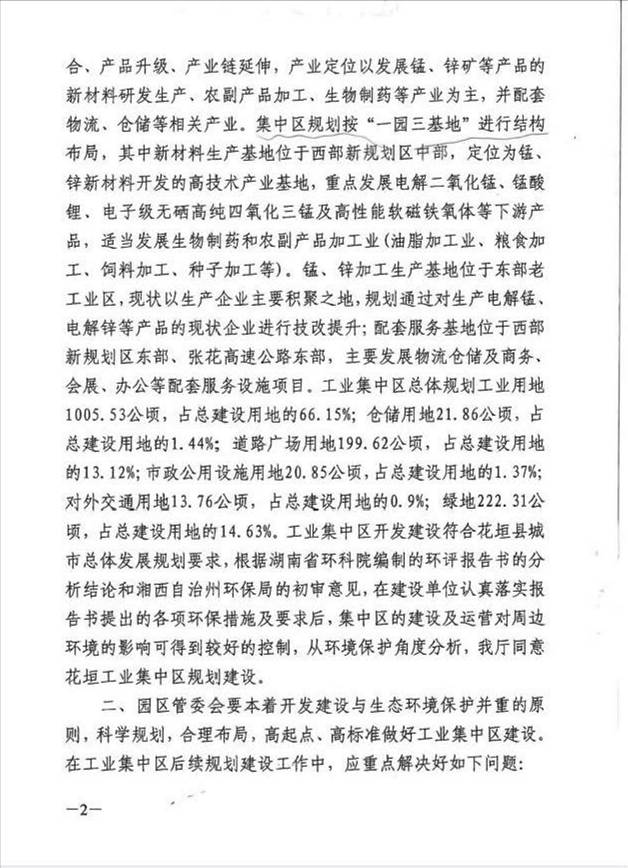 合、产品升级、产业链延伸，产业定位以发展锰、锌矿等产品的
新材料研发生产、农副产品加工、生物制药等产业为主，并配套
物流、仓储等相关产业。集中区规划按“一园三基地”进行结构
布局，其中新材料生产基地位于西部新规划区中部，定位为锰、
锌新材料开发的高技术产业基地，重点发展电解二氧化锰、锰酸
锂、电子级无硒高纯四氧化三锰及高性能软磁铁氧体等下游产
品，适当发展生物制药和农副产品加工业(油脂加工业、粮食加
工、饲料加工、种子加工等)。锰、锌加工生产基地位于东部老
工业区，现状以生产企业主要积聚之地，规划通过对生产电解锰、
电解锌等产品的现状企业进行技改提升；配套服务基地位于西部
新规划区东部、张花高速公路东部，主要发展物流仓储及商务、
会展、办公等配套服务设施项目。工业集中区总体规划工业用地
1005.53公顷，占总建设用地的66.15%；仓储用地21.86公顷，占
总建设用地的1.44%；道路广场用地199.62公顷，占总建设用地
的13.12%；市政公用设施用地20.85公顷，占总建设用地的1.37%；
对外交通用地13.76公顷，占总建设用地的0.9%；绿地222.31公
顷，占总建设用地的14.63%。工业集中区开发建设符合花垣县城
市总体发展规划要求，根据湖南省环科院编制的环评报告书的分
析结论和湘西自治州环保局的初审意见，在建设单位认真落实报
告书提出的各项环保措施及要求后，集中区的建设及运营对周边
环境的影响可得到较好的控制，从环境保护角度分析，我厅同意
花垣工业集中区规划建设。
二、园区管委会要本着开发建设与生态环境保护并重的原
则，科学规划，合理布局，高起点、高标准做好工业集中区建设。
在工业集中区后续规划建设工作中，应重点解决好如下问题：
—2—